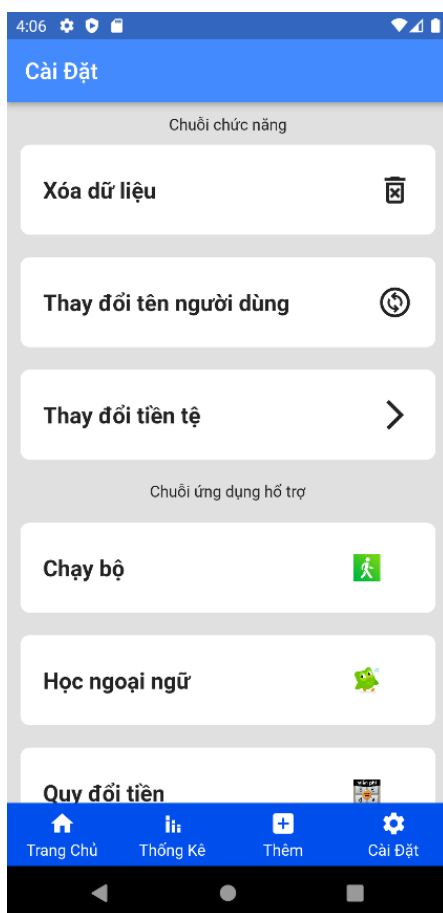 4:06
Cài Đặt
Chuỗi chức năng
Xóa dữ liệu
Thay đổi tên người dùng
Thay đổi tiền tệ
Chuỗi ứng dụng hổ trợ
Chạy bộ
Học ngoại ngữ
Quy đổi tiền
Trang Chủ
Thống Kê
Thêm
Cài Đặt